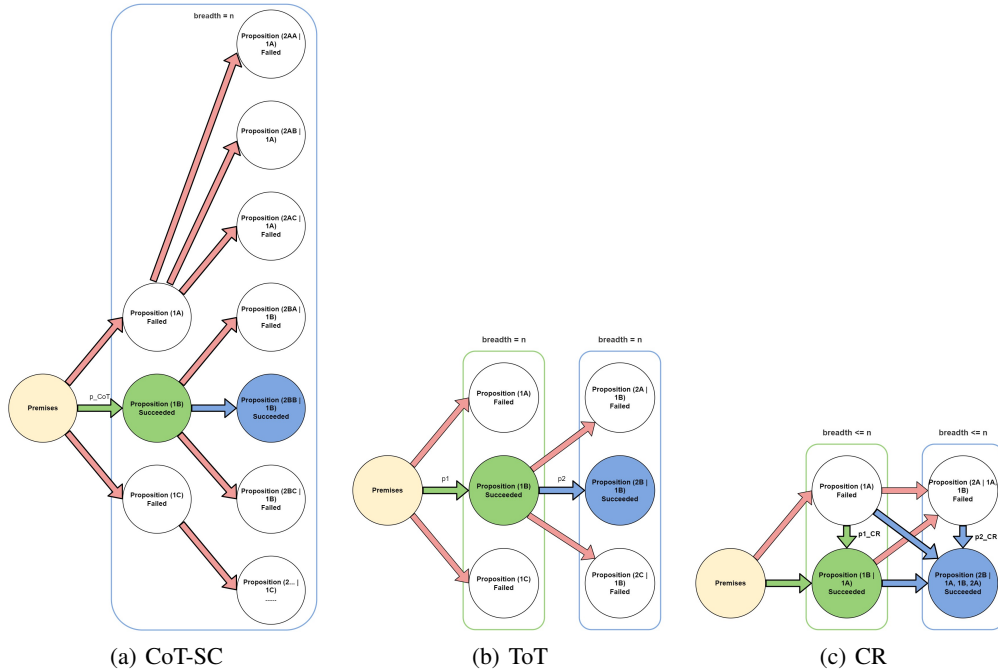 breadth = n
Proposition (2AA |
1A)
Failed
Proposition (2AB |
1A)
Proposition (2AC |
1A)
Failed
Proposition (1A)
Failed
Proposition (2BA |
1B)
Failed
Premises
p_CoT
Proposition (1B)
Succeeded
Proposition (2BB |
1B)
Succeeded
Proposition (1C)
Failed
Proposition (2BC |
1B)
Failed
Proposition (2... |
1C)
.....
(a) CoT-SC
breadth = n
breadth = n
Proposition (1A)
Failed
Proposition (2A |
1B)
Failed
Premises
p1
Proposition (1B)
Succeeded
p2
Proposition (2B |
1B)
Succeeded
Proposition (1C)
Failed
Proposition (2C |
1B)
Failed
(b) ToT
breadth <= n
breadth <= n
Proposition (1A)
Failed
Proposition (2A | 1A,
1B)
Failed
p1_CR
p2_CR
Premises
Proposition (1B |
1A)
Succeeded
Proposition (2B |
1A, 1B, 2A)
Succeeded
(c) CR